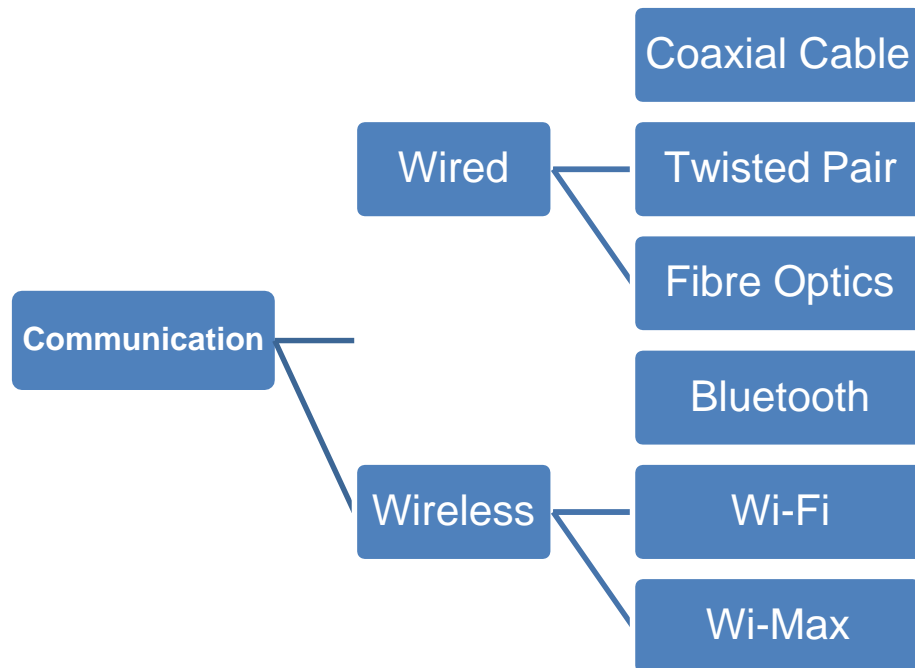 Communication
Wired
Coaxial Cable
Twisted Pair
Fibre Optics
Wireless
Bluetooth
Wi-Fi
Wi-Max